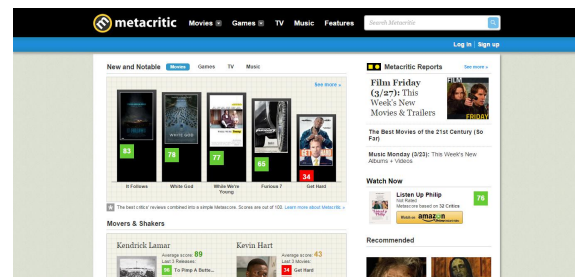 metacritic Movies Games TV Music Features Search Metacritic
Log In Sign up
New and Notable Movies Games TV Music
See more »
83
78
77
65
34
It Follows White God While We're Young Furious 7 Get Hard
The best critics' reviews combined into a simple Metascore. Scores are out of 100. Learn more about Metacritic »
Movers & Shakers
Kendrick Lamar
Average score: 89
Last 3 Releases:
96 To Pimp A Butte...
Kevin Hart
Average score: 43
Last 3 Movies:
34 Get Hard
Metacritic Reports See more »
Film Friday
(3/27): This
Week's New
Movies & Trailers
FILM
FRIDAY
The Best Movies of the 21st Century (So
Far)
Music Monday (3/23): This Week's New
Albums + Videos
Watch Now
Listen Up Philip
Not Rated
Metascore based on 32 Critics
76
amazon
Recommended